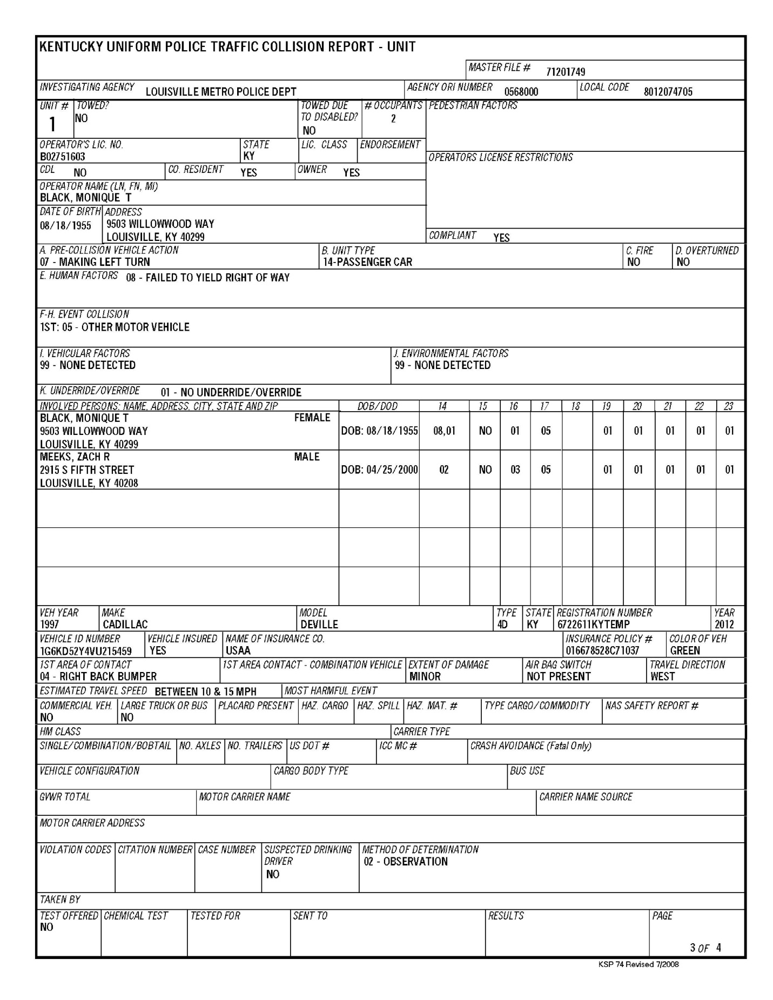 KENTUCKY UNIFORM POLICE TRAFFIC COLLISION REPORT - UNIT
MASTER FILE # 71201749
INVESTIGATING AGENCY LOUISVILLE METRO POLICE DEPT AGENCY ORI NUMBER 0568000 LOCAL CODE 8012074705
UNIT # TOWED? TOWED DUE # OCCUPANTS PEDESTRIAN FACTORS
1 NO TO DISABLED? 2
NO
OPERATOR'S LIC. NO. STATE LIC. CLASS ENDORSEMENT
B02751603 KY
OPERATORS LICENSE RESTRICTIONS
CDL NO CO. RESIDENT YES OWNER YES
OPERATOR NAME (LN, FN, MI)
BLACK, MONIQUE T
DATE OF BIRTH ADDRESS
08/18/1955 9503 WILLOWWOOD WAY
LOUISVILLE, KY 40299
COMPLIANT YES
A. PRE-COLLISION VEHICLE ACTION B. UNIT TYPE C. FIRE D. OVERTURNED
07 - MAKING LEFT TURN 14-PASSENGER CAR NO NO
E. HUMAN FACTORS 08 - FAILED TO YIELD RIGHT OF WAY
F-H. EVENT COLLISION
1ST: 05 - OTHER MOTOR VEHICLE
I. VEHICULAR FACTORS J. ENVIRONMENTAL FACTORS
99 - NONE DETECTED 99 - NONE DETECTED
K. UNDERRIDE/OVERRIDE 01 - NO UNDERRIDE/OVERRIDE
INVOLVED PERSONS: NAME, ADDRESS, CITY, STATE AND ZIP DOB/DOD 14 15 16 17 18 19 20 21 22 23
BLACK, MONIQUE T FEMALE
9503 WILLOWWOOD WAY DOB: 08/18/1955 08,01 NO 01 05 01 01 01 01 01
LOUISVILLE, KY 40299
MEEKS, ZACH R MALE
2915 S FIFTH STREET DOB: 04/25/2000 02 NO 03 05 01 01 01 01 01
LOUISVILLE, KY 40208
VEH YEAR MAKE MODEL TYPE STATE REGISTRATION NUMBER YEAR
1997 CADILLAC DEVILLE 4D KY 6722611KYTEMP 2012
VEHICLE ID NUMBER VEHICLE INSURED NAME OF INSURANCE CO. INSURANCE POLICY # COLOR OF VEH
1G6KD52Y4VU215459 YES USAA 016678528C71037 GREEN
1ST AREA OF CONTACT 1ST AREA CONTACT - COMBINATION VEHICLE EXTENT OF DAMAGE AIR BAG SWITCH TRAVEL DIRECTION
04 - RIGHT BACK BUMPER MINOR NOT PRESENT WEST
ESTIMATED TRAVEL SPEED BETWEEN 10 & 15 MPH MOST HARMFUL EVENT
COMMERCIAL VEH. LARGE TRUCK OR BUS PLACARD PRESENT HAZ. CARGO HAZ. SPILL HAZ. MAT. # TYPE CARGO/COMMODITY NAS SAFETY REPORT #
NO NO
HM CLASS CARRIER TYPE
SINGLE/COMBINATION/BOBTAIL NO. AXLES NO. TRAILERS US DOT # ICC MC # CRASH AVOIDANCE (Fatal Only)
VEHICLE CONFIGURATION CARGO BODY TYPE BUS USE
GVWR TOTAL MOTOR CARRIER NAME CARRIER NAME SOURCE
MOTOR CARRIER ADDRESS
VIOLATION CODES CITATION NUMBER CASE NUMBER SUSPECTED DRINKING METHOD OF DETERMINATION
DRIVER 02 - OBSERVATION
NO
TAKEN BY
TEST OFFERED CHEMICAL TEST TESTED FOR SENT TO RESULTS PAGE
NO
3 OF 4
KSP 74 Revised 7/2008